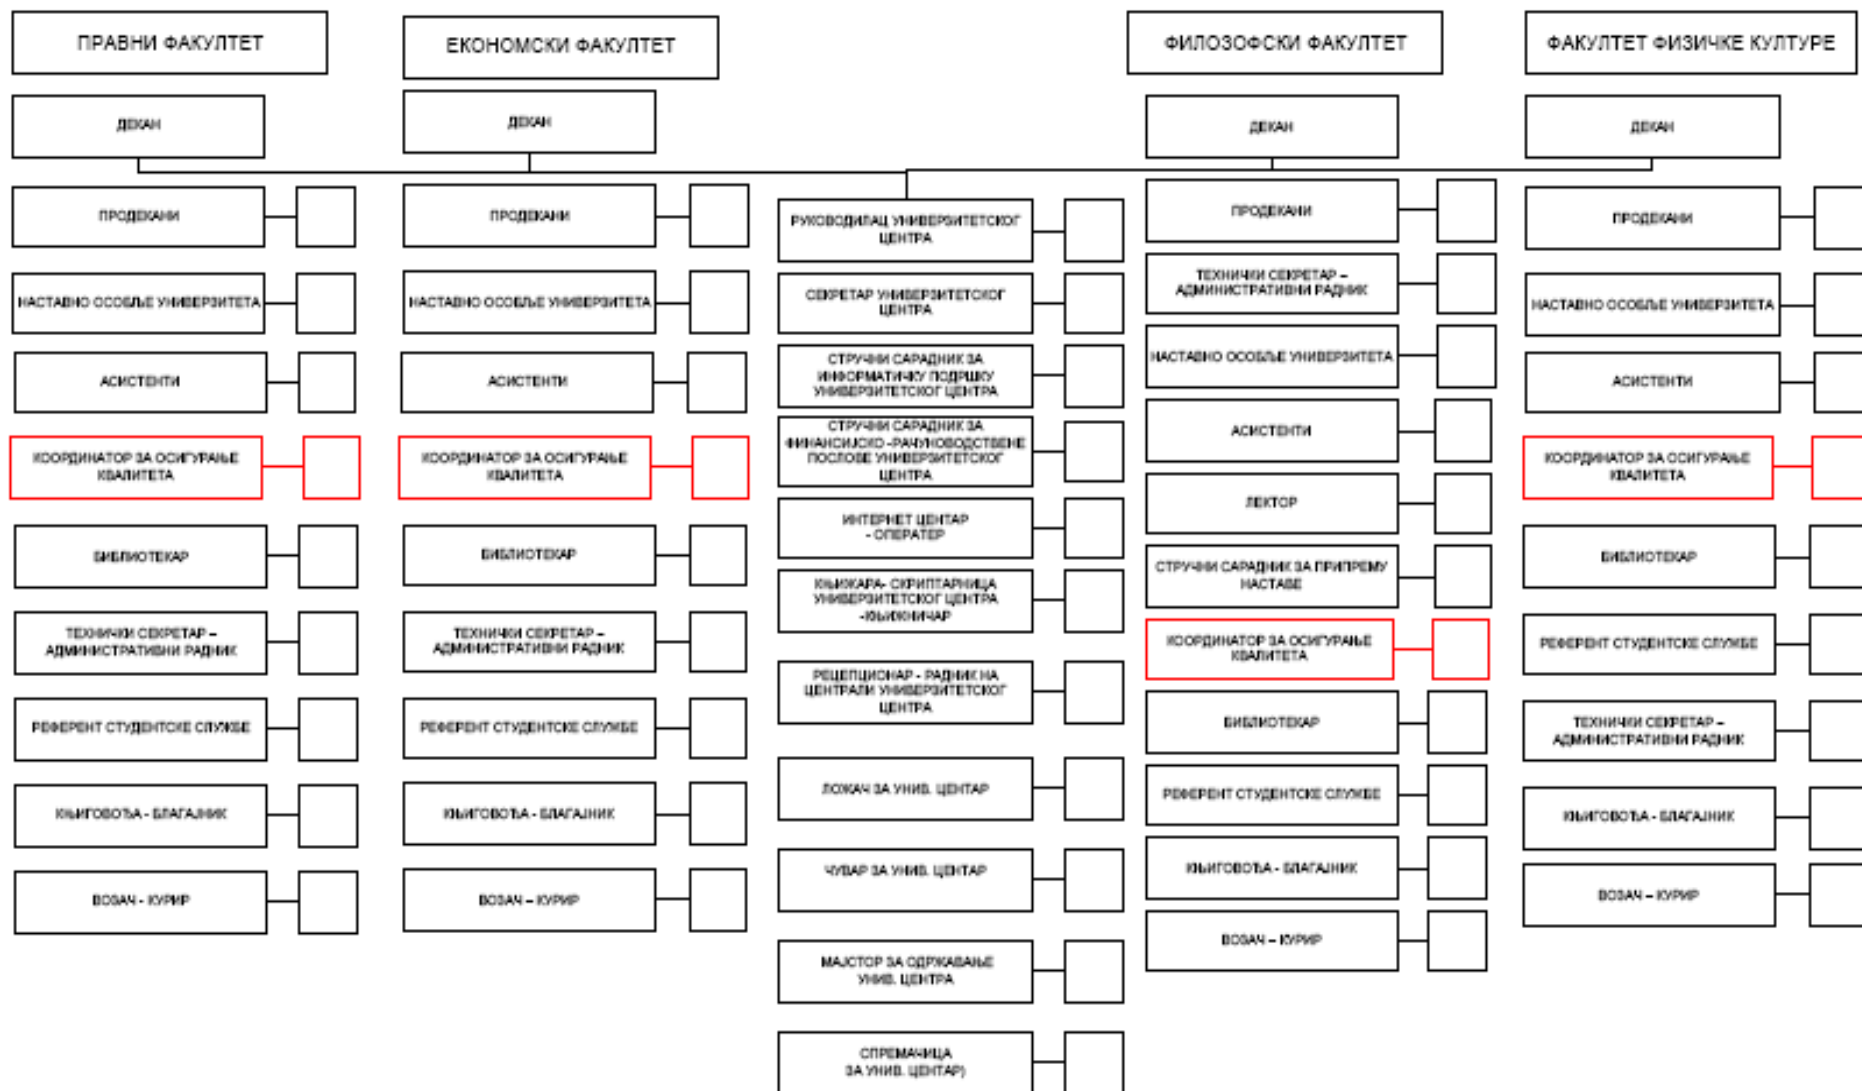 ПРАВНИ ФАКУЛТЕТ
ДЕКАН
ПРОДЕКАНИ
НАСТАВНО ОСОБЉЕ УНИВЕРЗИТЕТА
АСИСТЕНТИ
КООРДИНАТОР ЗА ОСИГУРАЊЕ
КВАЛИТЕТА
БИБЛИОТЕКАР
ТЕХНИЧКИ СЕКРЕТАР –
АДМИНИСТРАТИВНИ РАДНИК
РЕФЕРЕНТ СТУДЕНТСКЕ СЛУЖБЕ
КЊИГОВОЂА - БЛАГАЈНИК
ВОЗАЧ - КУРИР
ЕКОНОМСКИ ФАКУЛТЕТ
ДЕКАН
ПРОДЕКАНИ
НАСТАВНО ОСОБЉЕ УНИВЕРЗИТЕТА
АСИСТЕНТИ
КООРДИНАТОР ЗА ОСИГУРАЊЕ
КВАЛИТЕТА
БИБЛИОТЕКАР
ТЕХНИЧКИ СЕКРЕТАР –
АДМИНИСТРАТИВНИ РАДНИК
РЕФЕРЕНТ СТУДЕНТСКЕ СЛУЖБЕ
КЊИГОВОЂА - БЛАГАЈНИК
ВОЗАЧ – КУРИР
РУКОВОДИЛАЦ УНИВЕРЗИТЕТСКОГ
ЦЕНТРА
СЕКРЕТАР УНИВЕРЗИТЕТСКОГ
ЦЕНТРА
СТРУЧНИ САРАДНИК ЗА
ИНФОРМАТИЧКУ ПОДРШКУ
УНИВЕРЗИТЕТСКОГ ЦЕНТРА
СТРУЧНИ САРАДНИК ЗА
ФИНАНСИЈСКО -РАЧУНОВОДСТВЕНЕ
ПОСЛОВЕ УНИВЕРЗИТЕТСКОГ
ЦЕНТРА
ИНТЕРНЕТ ЦЕНТАР
- ОПЕРАТЕР
КЊИЖАРА- СКРИПТАРНИЦА
УНИВЕРЗИТЕТСКОГ ЦЕНТРА
-КЊИЖНИЧАР
РЕЦЕПЦИОНАР - РАДНИК НА
ЦЕНТРАЛИ УНИВЕРЗИТЕТСКОГ
ЦЕНТРА
ЛОЖАЧ ЗА УНИВ. ЦЕНТАР
ЧУВАР ЗА УНИВ. ЦЕНТАР
МАЈСТОР ЗА ОДРЖАВАЊЕ
УНИВ. ЦЕНТРА
СПРЕМАЧИЦА
ЗА УНИВ. ЦЕНТАР)
ФИЛОЗОФСКИ ФАКУЛТЕТ
ДЕКАН
ПРОДЕКАНИ
ТЕХНИЧКИ СЕКРЕТАР –
АДМИНИСТРАТИВНИ РАДНИК
НАСТАВНО ОСОБЉЕ УНИВЕРЗИТЕТА
АСИСТЕНТИ
ЛЕКТОР
СТРУЧНИ САРАДНИК ЗА ПРИПРЕМУ
НАСТАВЕ
КООРДИНАТОР ЗА ОСИГУРАЊЕ
КВАЛИТЕТА
БИБЛИОТЕКАР
РЕФЕРЕНТ СТУДЕНТСКЕ СЛУЖБЕ
КЊИГОВОЂА - БЛАГАЈНИК
ВОЗАЧ – КУРИР
ФАКУЛТЕТ ФИЗИЧКЕ КУЛТУРЕ
ДЕКАН
ПРОДЕКАНИ
НАСТАВНО ОСОБЉЕ УНИВЕРЗИТЕТА
АСИСТЕНТИ
КООРДИНАТОР ЗА ОСИГУРАЊЕ
КВАЛИТЕТА
БИБЛИОТЕКАР
РЕФЕРЕНТ СТУДЕНТСКЕ СЛУЖБЕ
ТЕХНИЧКИ СЕКРЕТАР –
АДМИНИСТРАТИВНИ РАДНИК
КЊИГОВОЂА - БЛАГАЈНИК
ВОЗАЧ – КУРИР